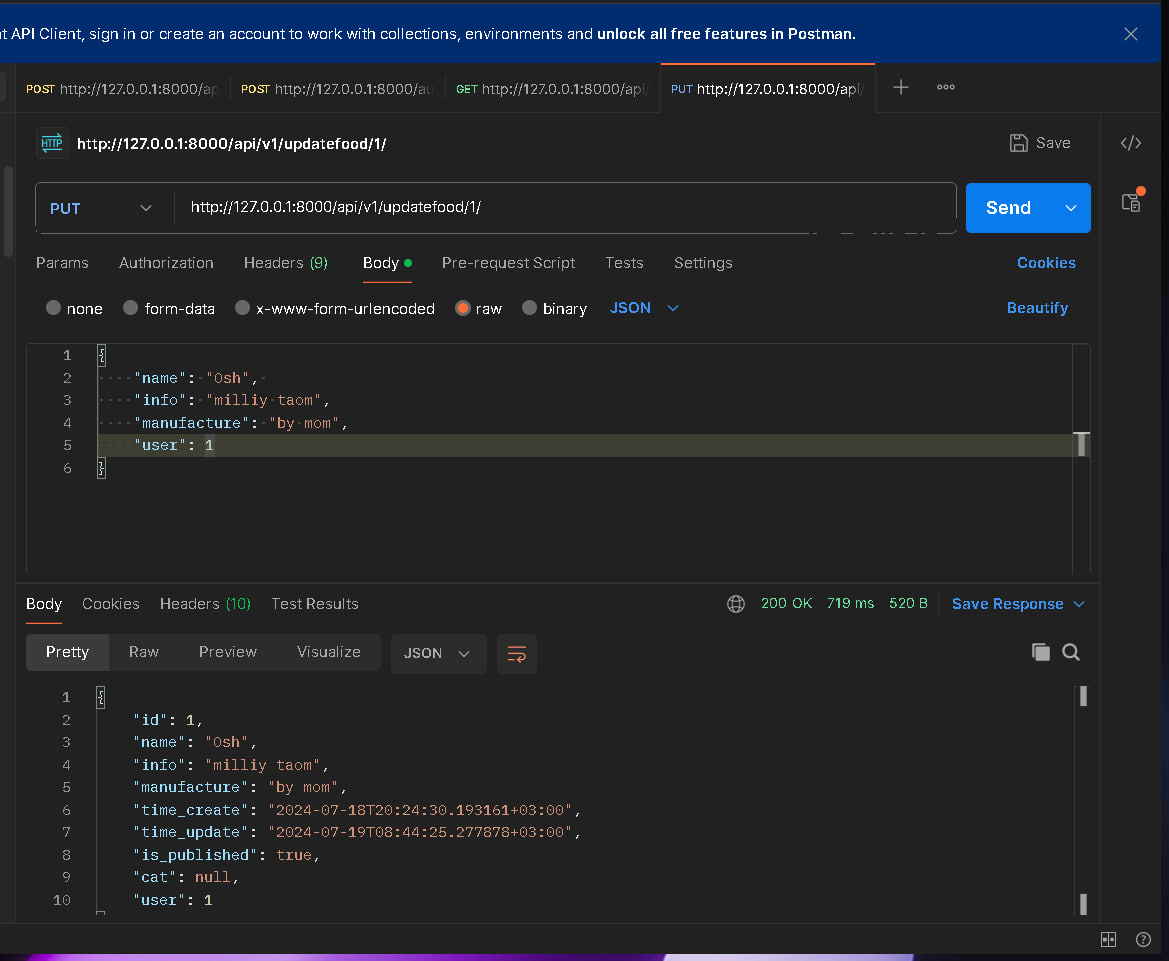 t API Client, sign in or create an account to work with collections, environments and unlock all free features in Postman.
POST http://127.0.0.1:8000/ap POST http://127.0.0.1:8000/au GET http://127.0.0.1:8000/api/ PUT http://127.0.0.1:8000/api/
HTTP http://127.0.0.1:8000/api/v1/updatefood/1/ Save
PUT http://127.0.0.1:8000/api/v1/updatefood/1/ Send
Params Authorization Headers (9) Body Pre-request Script Tests Settings Cookies
none form-data x-www-form-urlencoded raw binary JSON Beautify
1 {
2 "name": "Osh",
3 "info": "milliy taom",
4 "manufacture": "by mom",
5 "user": 1
6 }
Body Cookies Headers (10) Test Results 200 OK 719 ms 520 B Save Response
Pretty Raw Preview Visualize JSON
1 {
2 "id": 1,
3 "name": "Osh",
4 "info": "milliy taom",
5 "manufacture": "by mom",
6 "time_create": "2024-07-18T20:24:30.193161+03:00",
7 "time_update": "2024-07-19T08:44:25.277878+03:00",
8 "is_published": true,
9 "cat": null,
10 "user": 1